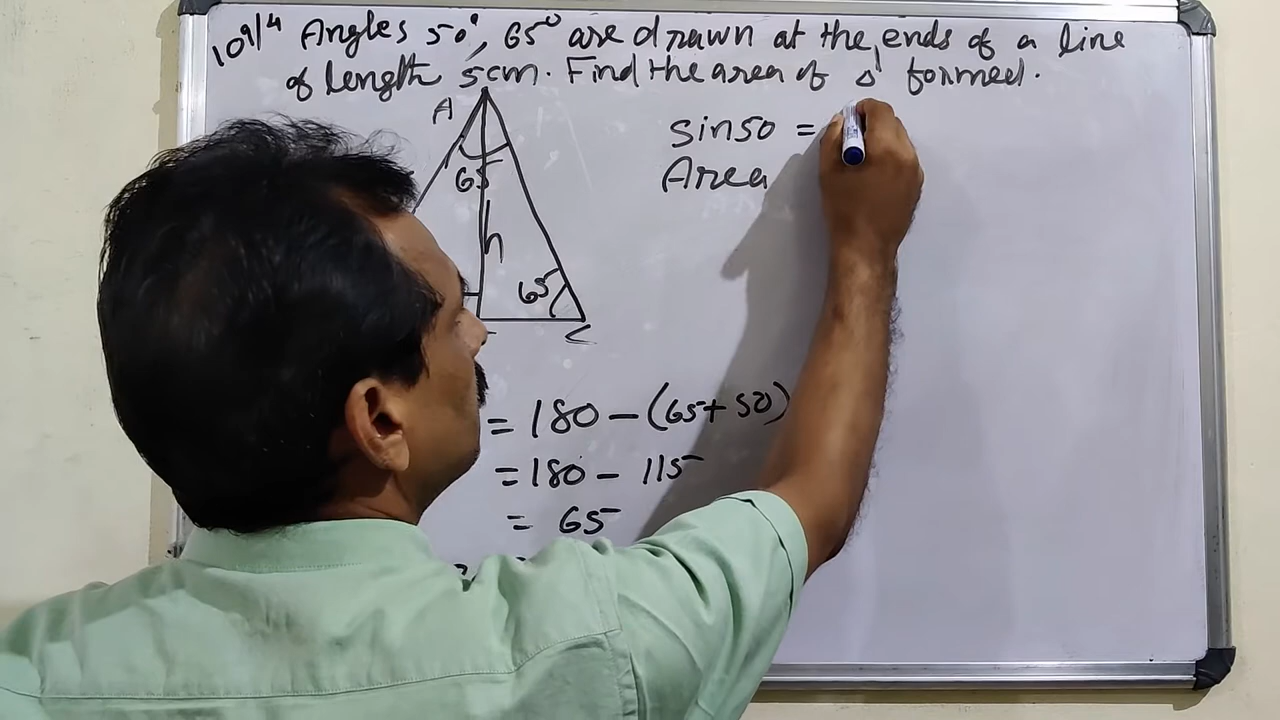 10 9/4 Angles 50°, 65° are drawn at the ends of a line
of length 5cm. Find the area of Δ formed.
A
65
h
65
C
sin50 =
Area
= 180 - (65+50)
= 180 - 115
= 65